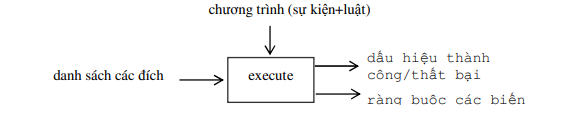 chương trình (sự kiện+luật)
dấu hiệu thành
công/thất bại
danh sách các đích
execute
ràng buộc các biến